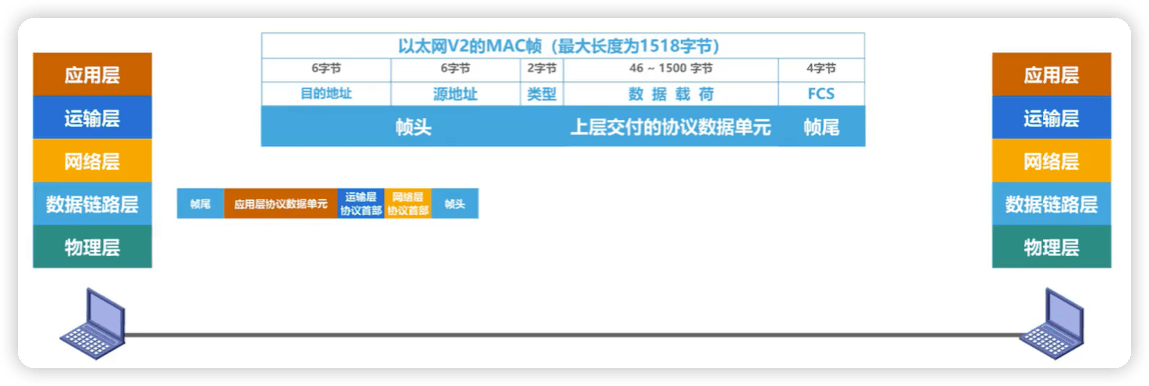 应用层
运输层
网络层
数据链路层
物理层
以太网V2的MAC帧（最大长度为1518字节）
6字节 6字节 2字节 46 ~ 1500 字节 4字节
目的地址 源地址 类型 数 据 载 荷 FCS
帧头 上层交付的协议数据单元 帧尾
帧尾 应用层协议数据单元 运输层 网络层 帧头
协议首部 协议首部
应用层
运输层
网络层
数据链路层
物理层